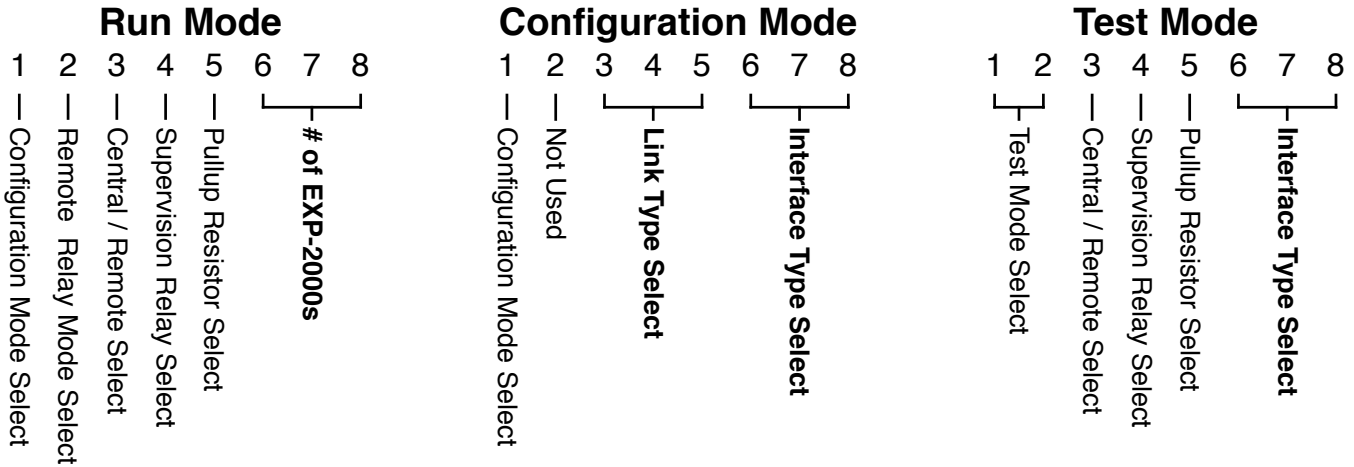 Run Mode
1 2 3 4 5 6 7 8
Configuration Mode Select
Remote Relay Mode Select
Central / Remote Select
Supervision Relay Select
Pullup Resistor Select
# of EXP-2000s
Configuration Mode
1 2 3 4 5 6 7 8
Configuration Mode Select
Not Used
Link Type Select
Interface Type Select
Test Mode
1 2 3 4 5 6 7 8
Test Mode Select
Central / Remote Select
Supervision Relay Select
Pullup Resistor Select
Interface Type Select